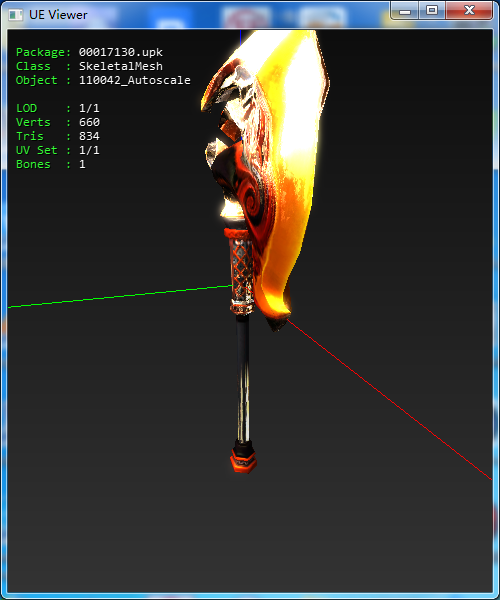 UE Viewer
Package: 00017130.upk
Class : SkeletalMesh
Object : 110042_Autoscale
LOD : 1/1
Verts : 660
Tris : 834
UV Set : 1/1
Bones : 1